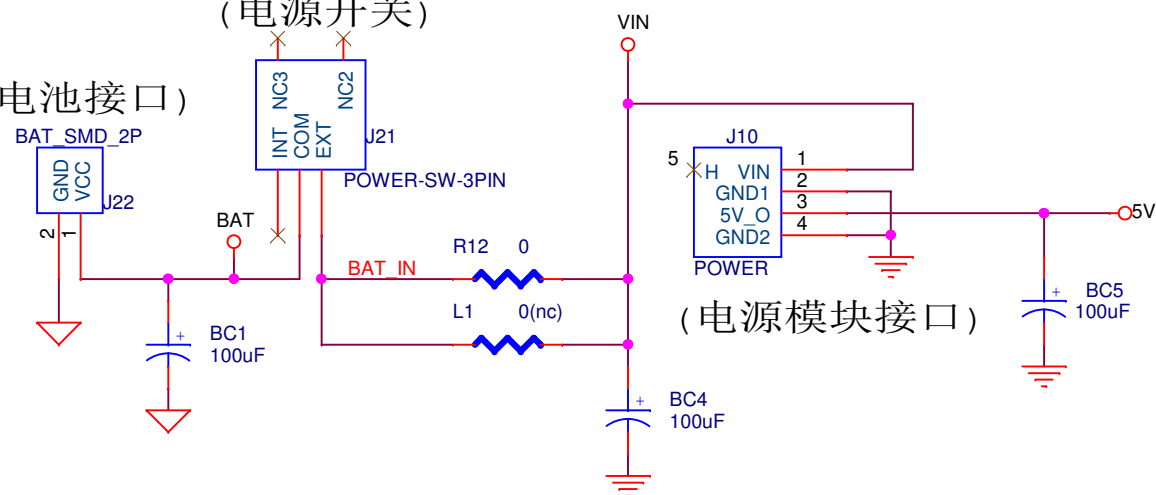 (电源开关)
VIN
电池接口)
BAT_SMD_2P
GND
VCC
J22
2
1
NC3
NC2
INT
COM
EXT
J21
POWER-SW-3PIN
BAT
BAT_IN
R12 0
L1 0(nc)
BC1
100uF
J10
5
H VIN 1
GND1 2
5V_O 3
GND2 4
POWER
5V
(电源模块接口)
BC5
100uF
+
+
+
BC4
100uF